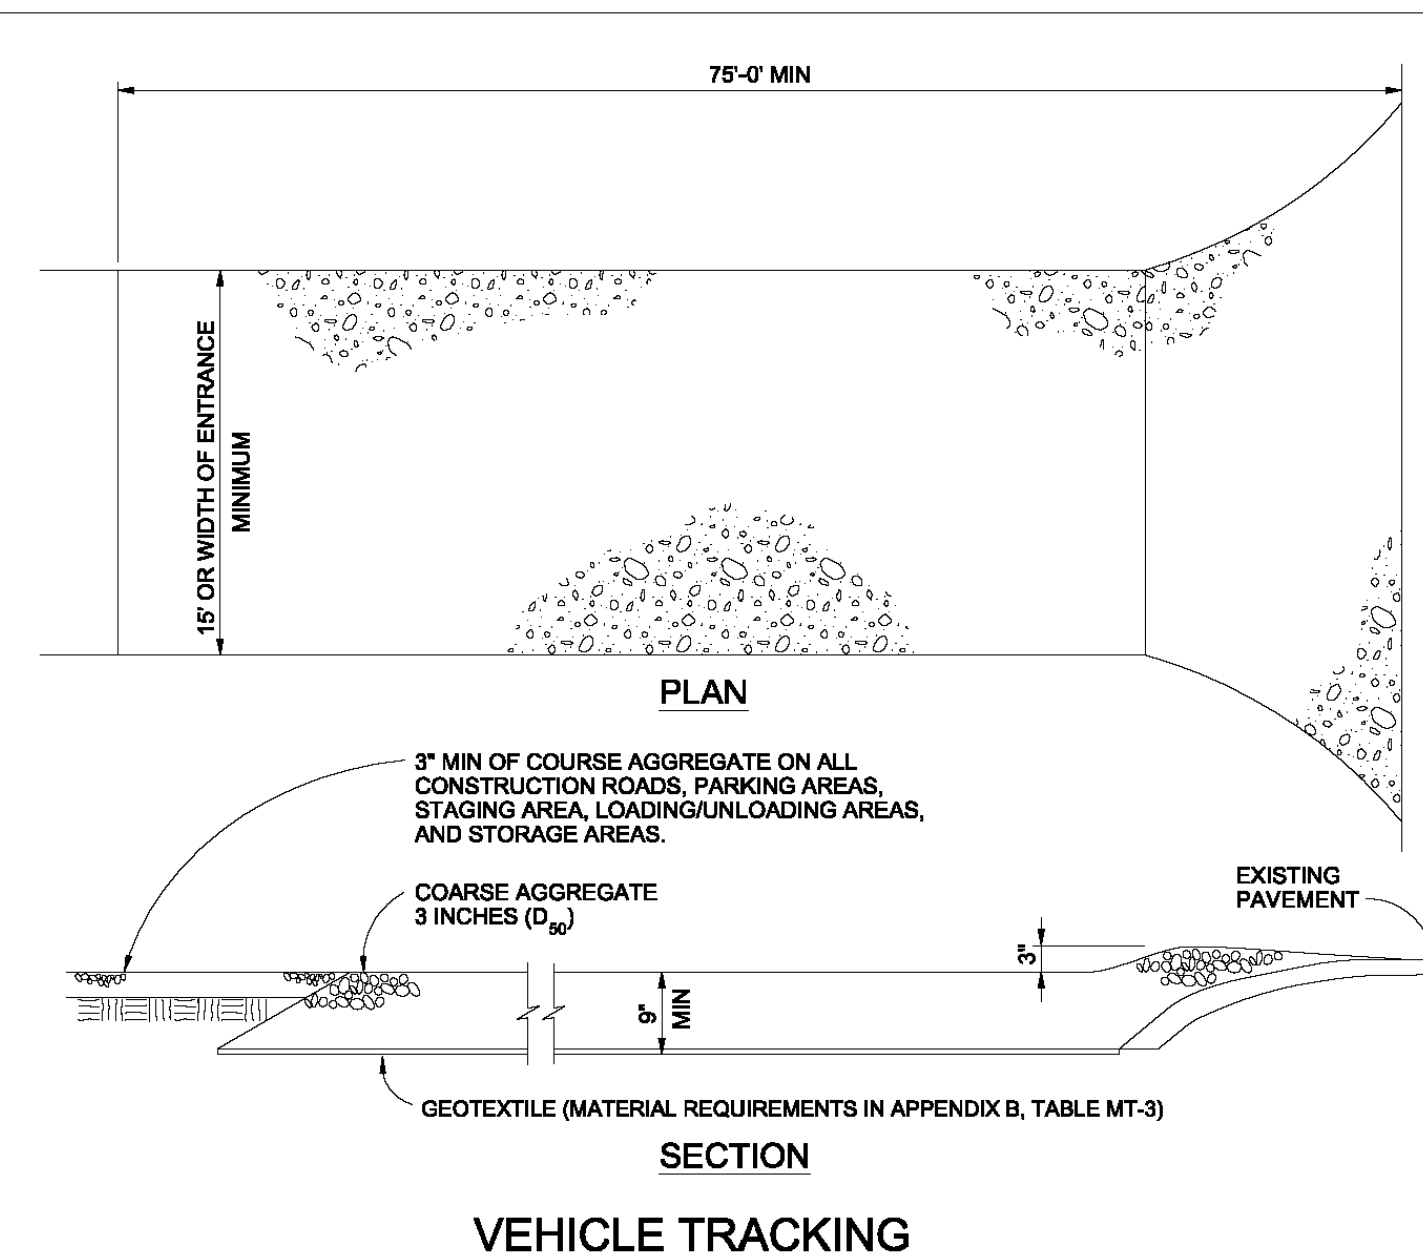 75'-0' MIN
15' OR WIDTH OF ENTRANCE
MINIMUM
PLAN
3" MIN OF COURSE AGGREGATE ON ALL
CONSTRUCTION ROADS, PARKING AREAS,
STAGING AREA, LOADING/UNLOADING AREAS,
AND STORAGE AREAS.
COARSE AGGREGATE
3 INCHES (D50)
EXISTING
PAVEMENT
3"
9"
MIN
GEOTEXTILE (MATERIAL REQUIREMENTS IN APPENDIX B, TABLE MT-3)
SECTION
VEHICLE TRACKING